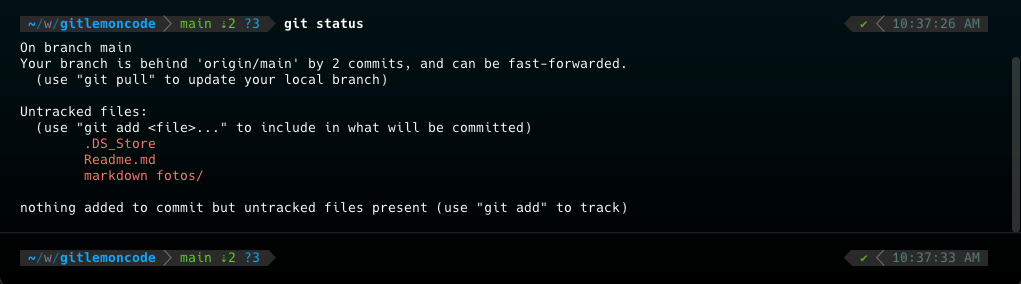 ~/w/gitlemoncode main ⇣2 ?3 git status ✔ 10:37:26 AM
On branch main
Your branch is behind 'origin/main' by 2 commits, and can be fast-forwarded.
  (use "git pull" to update your local branch)

Untracked files:
  (use "git add <file>..." to include in what will be committed)
        .DS_Store
        Readme.md
        markdown fotos/

nothing added to commit but untracked files present (use "git add" to track)

~/w/gitlemoncode main ⇣2 ?3 ✔ 10:37:33 AM